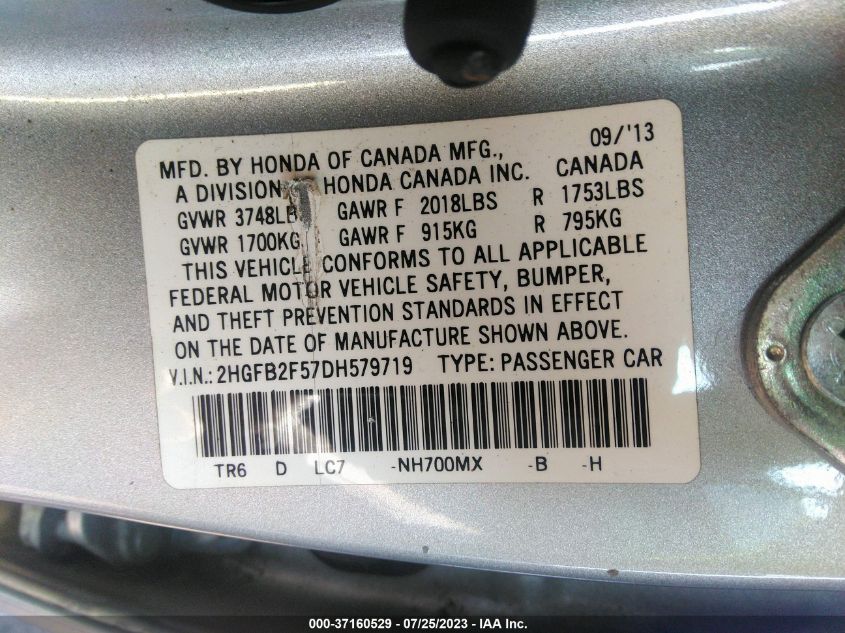 09/'13
MFD. BY HONDA OF CANADA MFG.,
A DIVISION HONDA CANADA INC. CANADA
GVWR 3748LB GAWR F 2018LBS R 1753LBS
GVWR 1700KG GAWR F 915KG R 795KG
THIS VEHICLE CONFORMS TO ALL APPLICABLE
FEDERAL MOTOR VEHICLE SAFETY, BUMPER,
AND THEFT PREVENTION STANDARDS IN EFFECT
ON THE DATE OF MANUFACTURE SHOWN ABOVE.
V.I.N.: 2HGFB2F57DH579719 TYPE: PASSENGER CAR
TR6 D LC7 -NH700MX -B -H
000-37160529 - 07/25/2023 - IAA Inc.